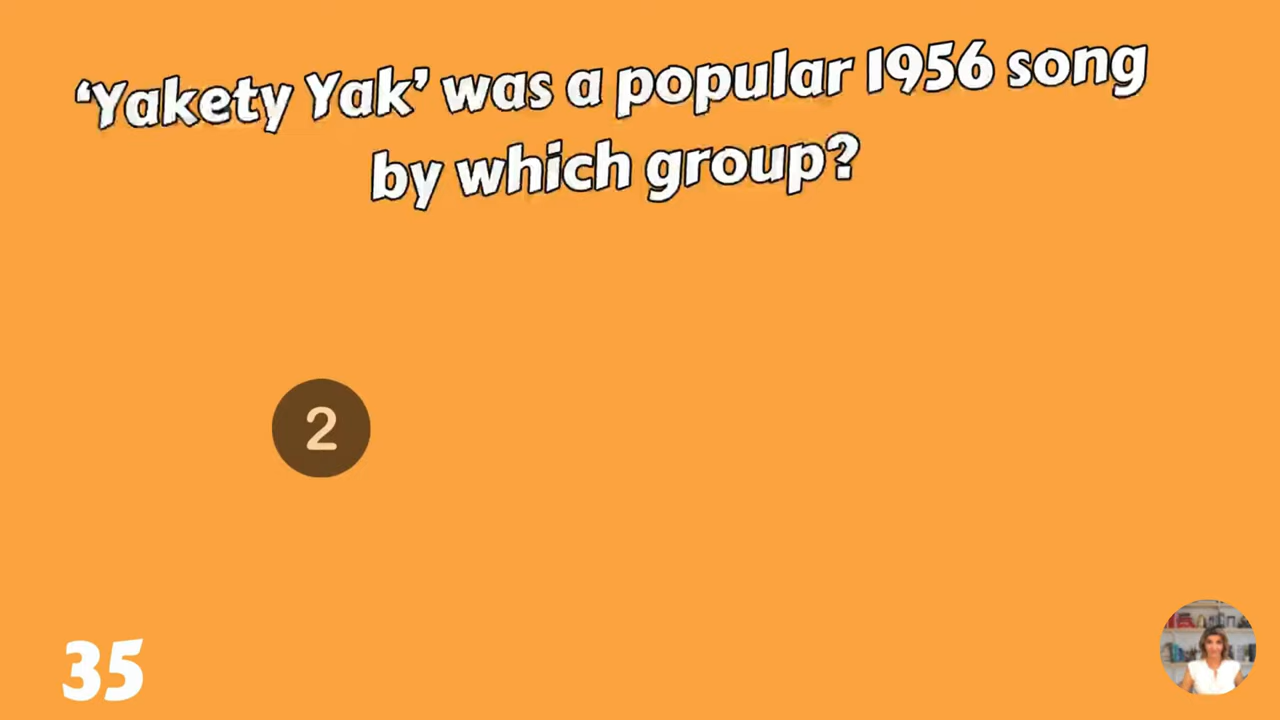 ‘Yakety Yak’ was a popular 1956 song
by which group?
2
35